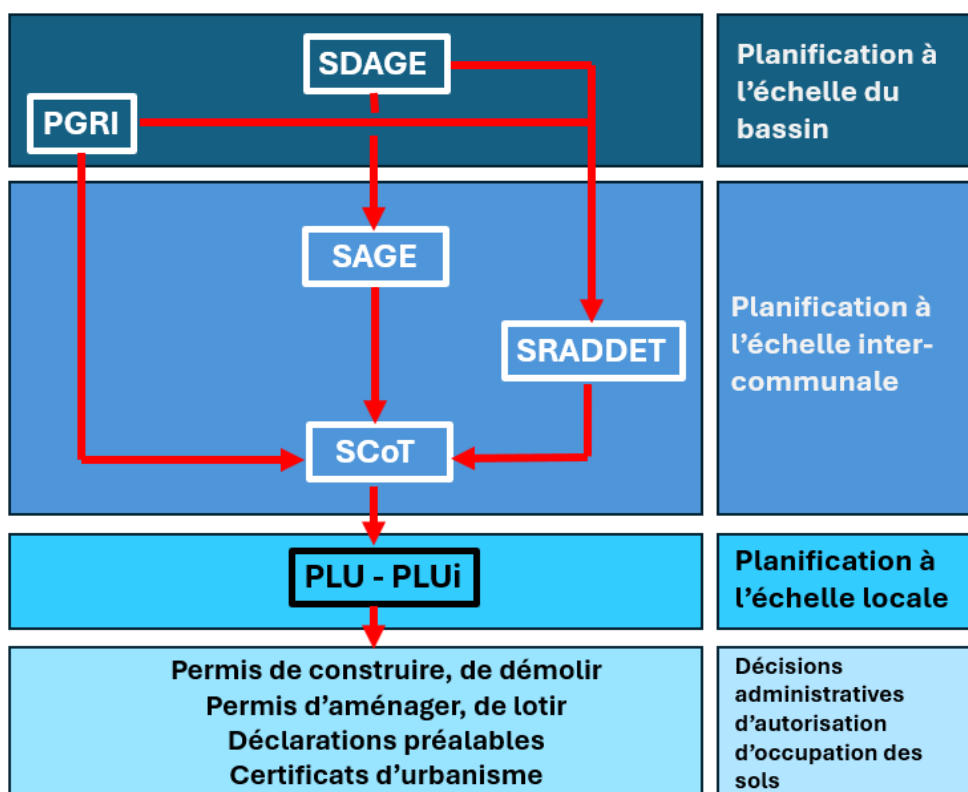 SDAGE
PGRI
Planification à
l'échelle du
bassin
SAGE
SRADDET
SCoT
Planification à
l'échelle inter-
communale
PLU - PLUi
Planification à
l'échelle locale
Permis de construire, de démolir
Permis d'aménager, de lotir
Déclarations préalables
Certificats d'urbanisme
Décisions
administratives
d'autorisation
d'occupation des
sols